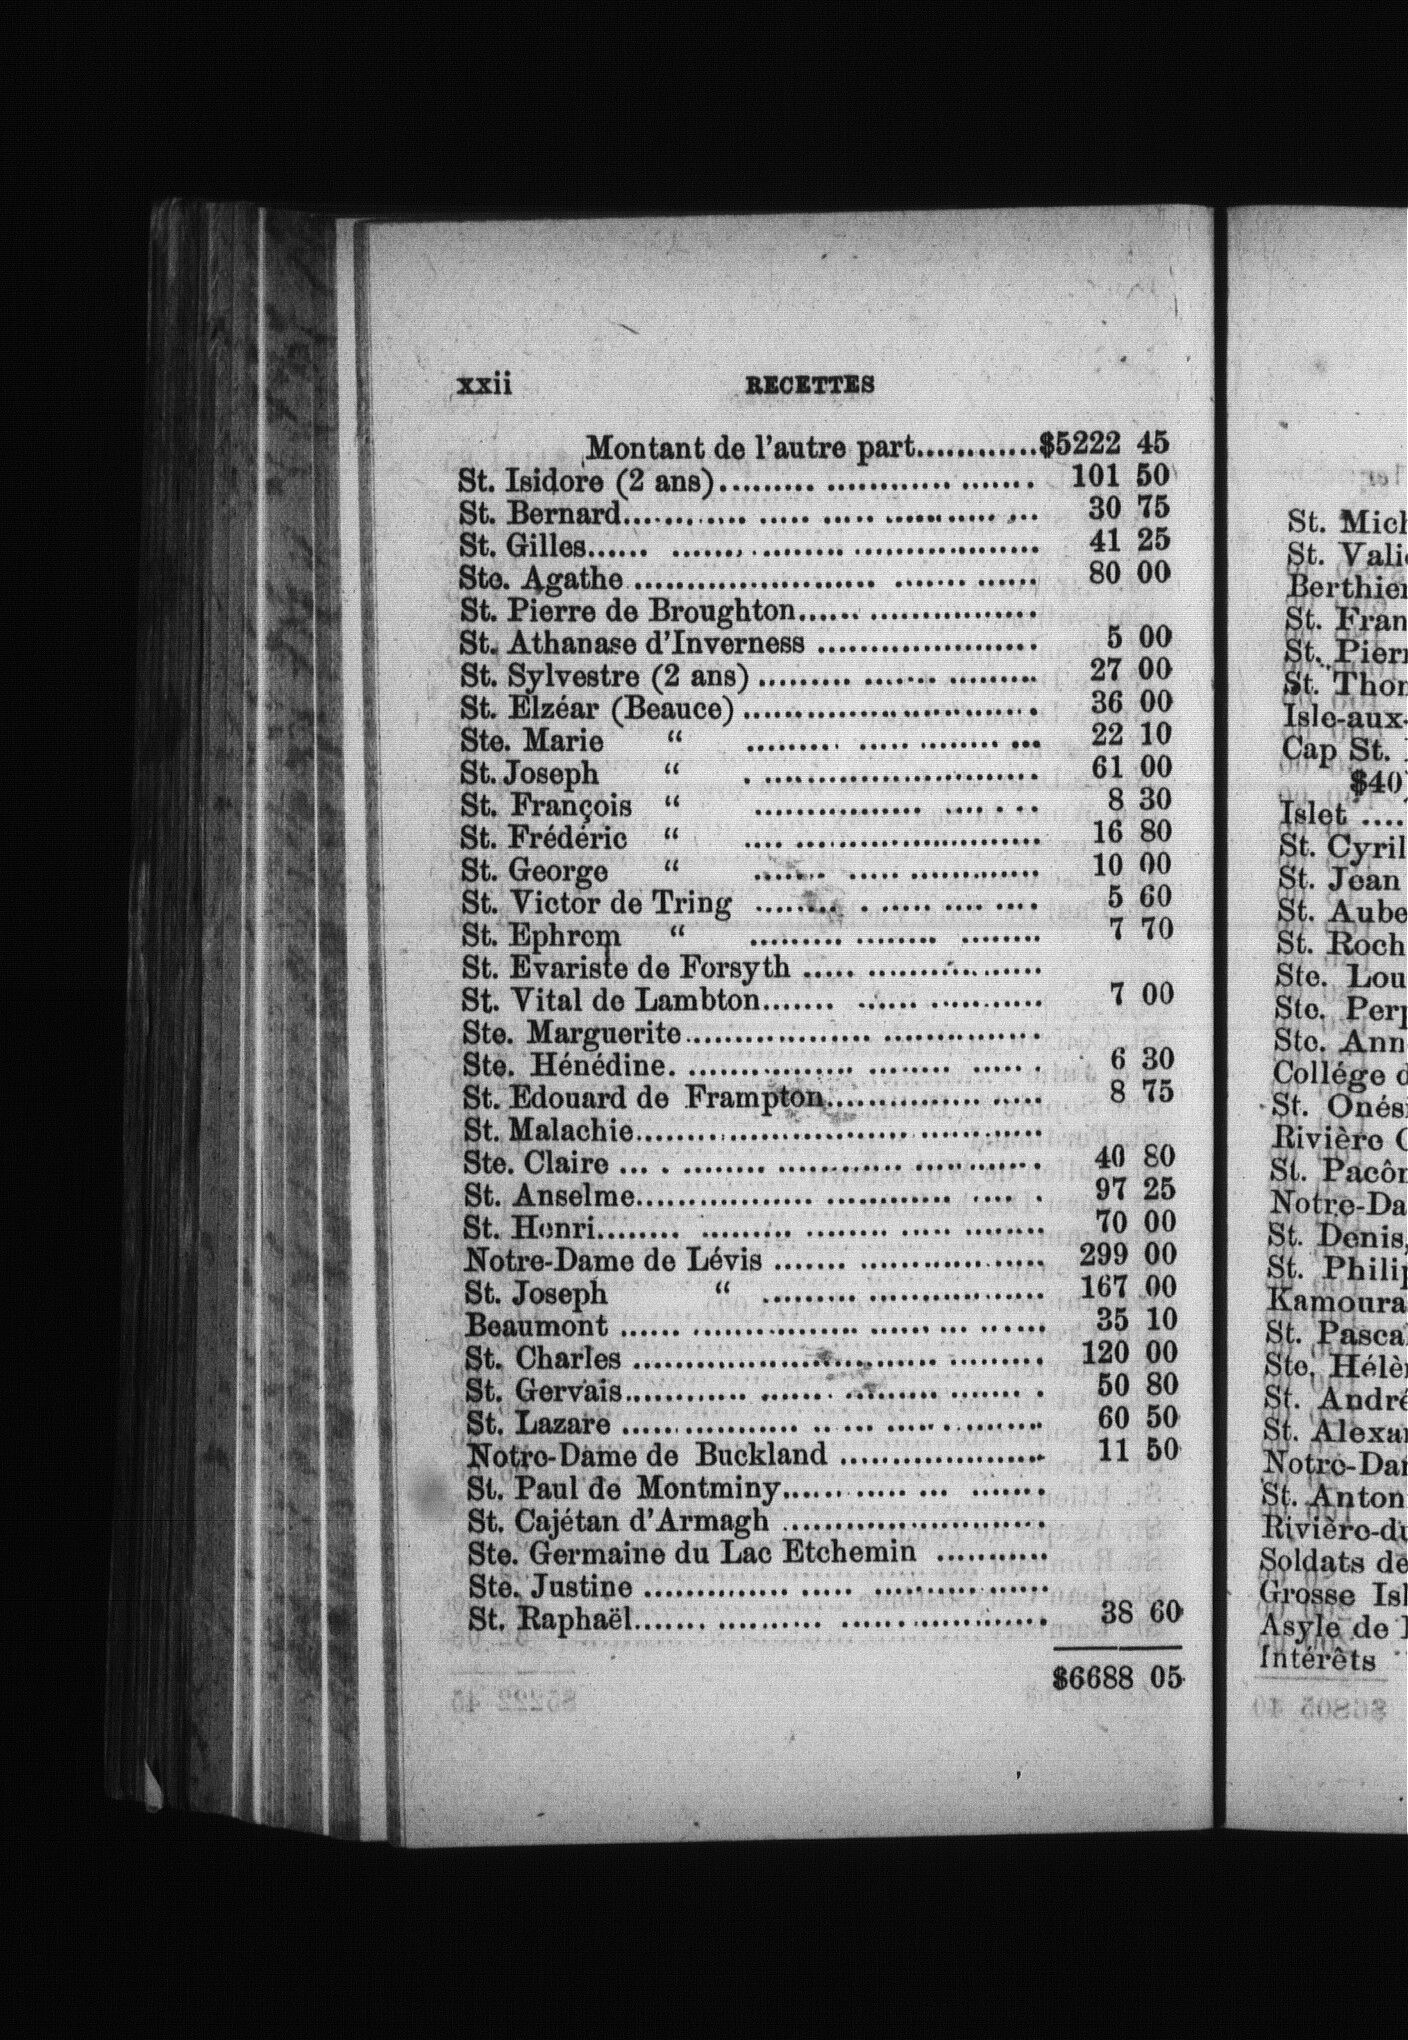 xxii RECETTES
Montant de l'autre part............$5222 45
St. Isidore (2 ans)......... ............ ....... 101 50
St. Bernard............ ..... ..... ........... ... 30 75
St. Gilles...... ....... ......... ................... 41 25
Ste. Agathe ....................... ....... ...... 80 00
St. Pierre de Broughton...... ................
St. Athanase d'Inverness ..................... 5 00
St. Sylvestre (2 ans) ......... ....... ......... 27 00
St. Elzéar (Beauce) .............................. 36 00
Ste. Marie “ ......... ..... ........ ... 22 10
St. Joseph “ . ........................... 61 00
St. François “ ................ .... . . . 8 30
St. Frédéric “ .... ........................ 16 80
St. George “ ....... ..... ............. 10 00
St. Victor de Tring ........ . ..... .... .... 5 60
St. Ephrem “ ......... ........ ........ 7 70
St. Evariste de Forsyth ..... .................
St. Vital de Lambton....... ...... ........... 7 00
Ste. Marguerite................... ................
Ste. Hénédine. ................ ........ ...... . 6 30
St. Edouard de Frampton................ ..... 8 75
St. Malachie............................ ..... ......
Ste. Claire ... . ........ ............ ............ 40 80
St. Anselme.................. ............ ..... . 97 25
St. Henri........ ......... ........ ..... ........ 70 00
Notre-Dame de Lévis ....... .................. 299 00
St. Joseph “ ......... ................. 167 00
Beaumont ...... ................ ...... ... ...... 35 10
St. Charles .............................. ......... 120 00
St. Gervais............ ...... ......... ....... . 50 80
St. Lazare ................. .. ... ..... ......... 60 50
Notre-Dame de Buckland .................... 11 50
St. Paul de Montminy...... ..... ... .......
St. Cajétan d'Armagh ..........................
Ste. Germaine du Lac Etchemin ...........
Ste. Justine .............. ..... .......... ......
St. Raphaël....... .......... ...... ............. 38 60
$6688 05
St. Mich
St. Vali
Berthier
St. Fran
St. Pierr
St. Thom
Isle-aux-
Cap St.
$40
Islet ....
St. Cyril
St. Jean
St. Aube
St. Roch
Ste. Lou
Ste. Perp
Ste. Ann
Collége d
St. Onési
Rivière
St. Pacôm
Notre-Da
St. Denis,
St. Philip
Kamoura
St. Pascal
Ste. Hélèn
St. André
St. Alexan
Notre-Dam
St. Anton
Rivière-du
Soldats de
Grosse Isl
Asyle de
Intérêts